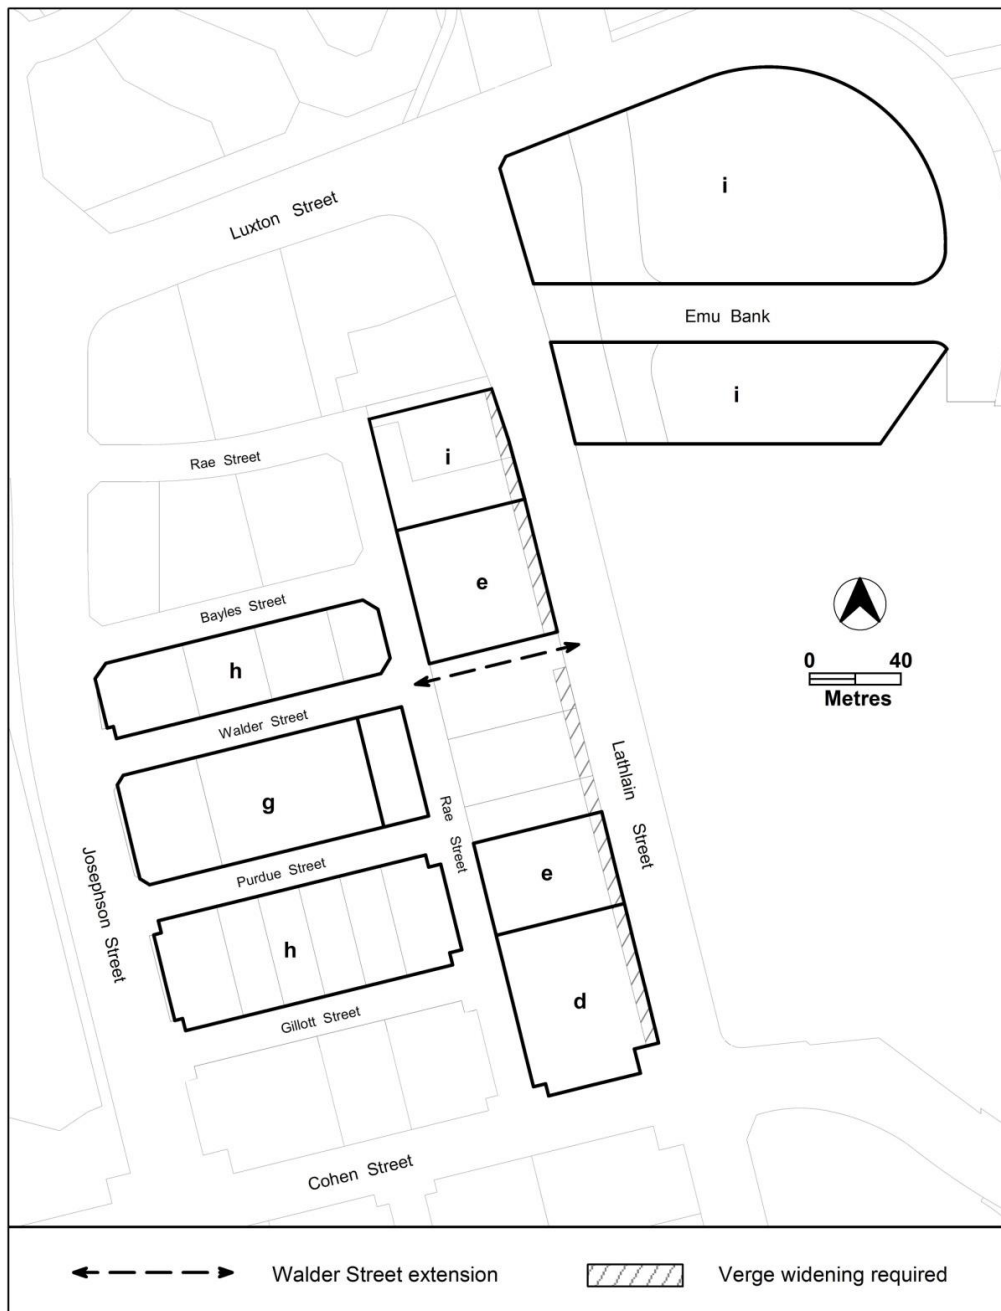 i
Luxton Street
Emu Bank
i
Rae Street
i
e
Bayles Street
h
0 40
Metres
Walder Street
g
Rae Street
Lathlain Street
Purdue Street
Josephson Street
e
h
d
Gillott Street
Cohen Street
Walder Street extension
Verge widening required